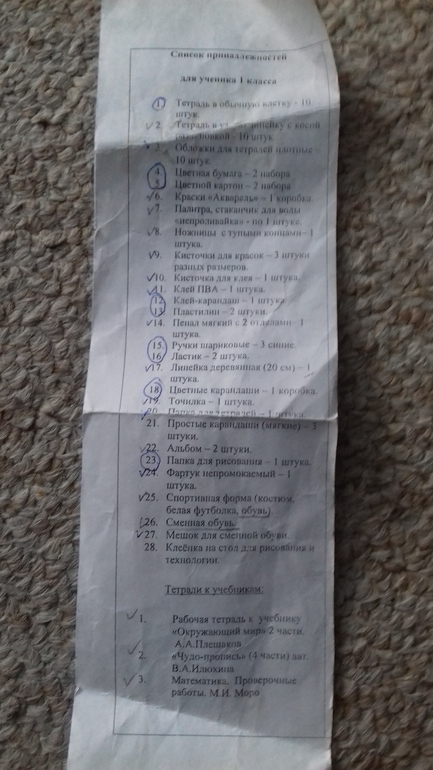 Список принадлежностей
для ученика 1 класса
1. Тетрадь в обычную клетку - 10
штук.
2. Тетрадь в линейку с косой
- 10 штук
3. Обложки для тетрадей плотные –
10 штук
4. Цветная бумага – 2 набора
5. Цветной картон – 2 набора
6. Краски «Акварель» – 1 коробка.
7. Палитра, стаканчик для воды
«непроливайка» - по 1 штуке.
8. Ножницы с тупыми концами– 1
штука.
9. Кисточки для красок – 3 штуки
разных размеров.
10. Кисточка для клея – 1 штука.
11. Клей ПВА – 1 штука.
12. Клей-карандаш – 1 штука.
13. Пластилин – 2 штуки.
14. Пенал мягкий с 2 отделами– 1
штука.
15. Ручки шариковые – 3 синие.
16. Ластик – 2 штука.
17. Линейка деревянная (20 см) – 1
штука.
18. Цветные карандаши – 1 коробка.
19. Точилка – 1 штука.
20. Папка для тетрадей – 1 штука.
21. Простые карандаши (мягкие) – 3
штуки.
22. Альбом – 2 штуки.
23. Папка для рисования – 1 штука.
24. Фартук непромокаемый – 1
штука.
25. Спортивная форма (костюм,
белая футболка, обувь).
26. Сменная обувь.
27. Мешок для сменной обуви.
28. Клеёнка на стол для рисования и
технологии.
Тетради к учебникам:
1. Рабочая тетрадь к учебнику
«Окружающий мир» 2 части.
А.А.Плешаков
2. «Чудо-пропись» (4 части) авт.
В.А.Илюхина
3. Математика. Проверочные
работы. М.И. Моро